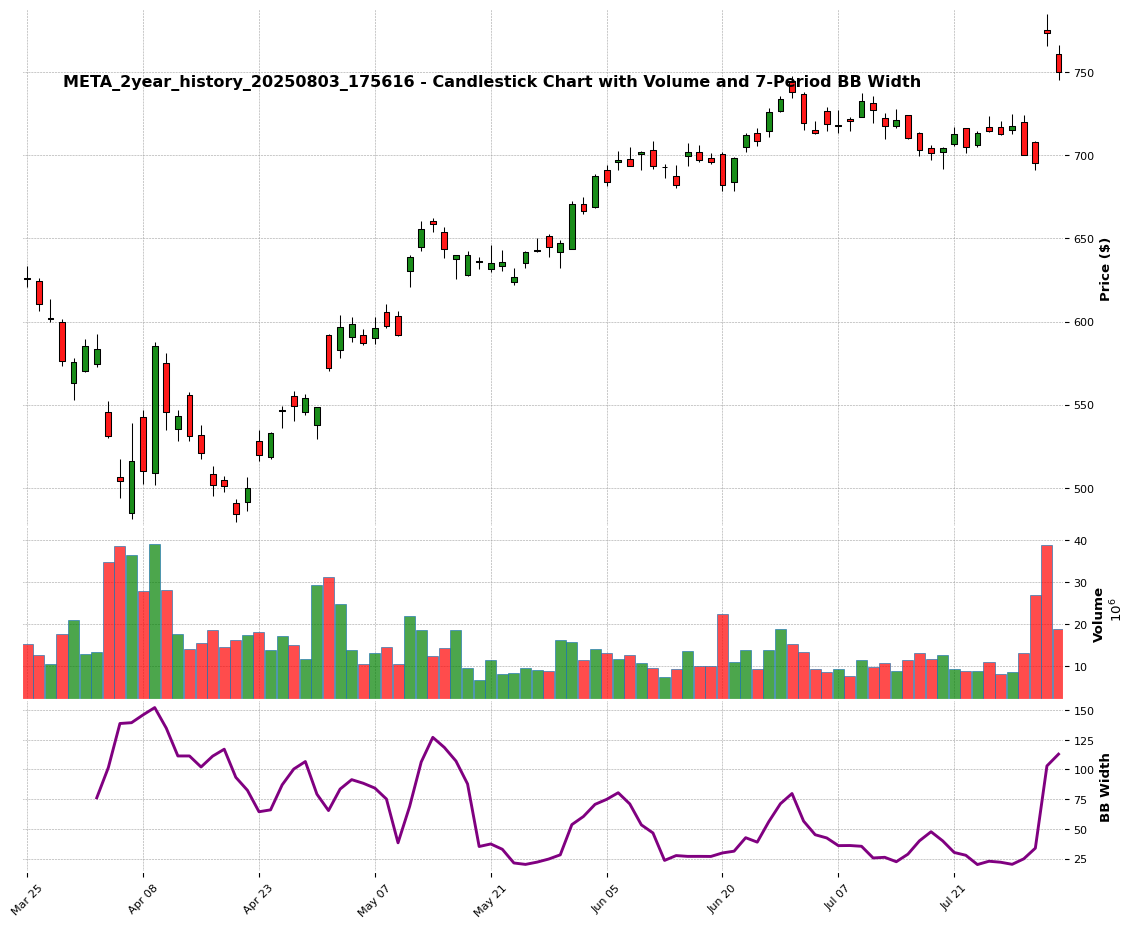 META_2year_history_20250803_175616 - Candlestick Chart with Volume and 7-Period BB Width
750
700
650
600
550
500
Price ($)
40
30
20
10
Volume
10^6
150
125
100
75
50
25
BB Width
Mar 25
Apr 08
Apr 23
May 07
May 21
Jun 05
Jun 20
Jul 07
Jul 21